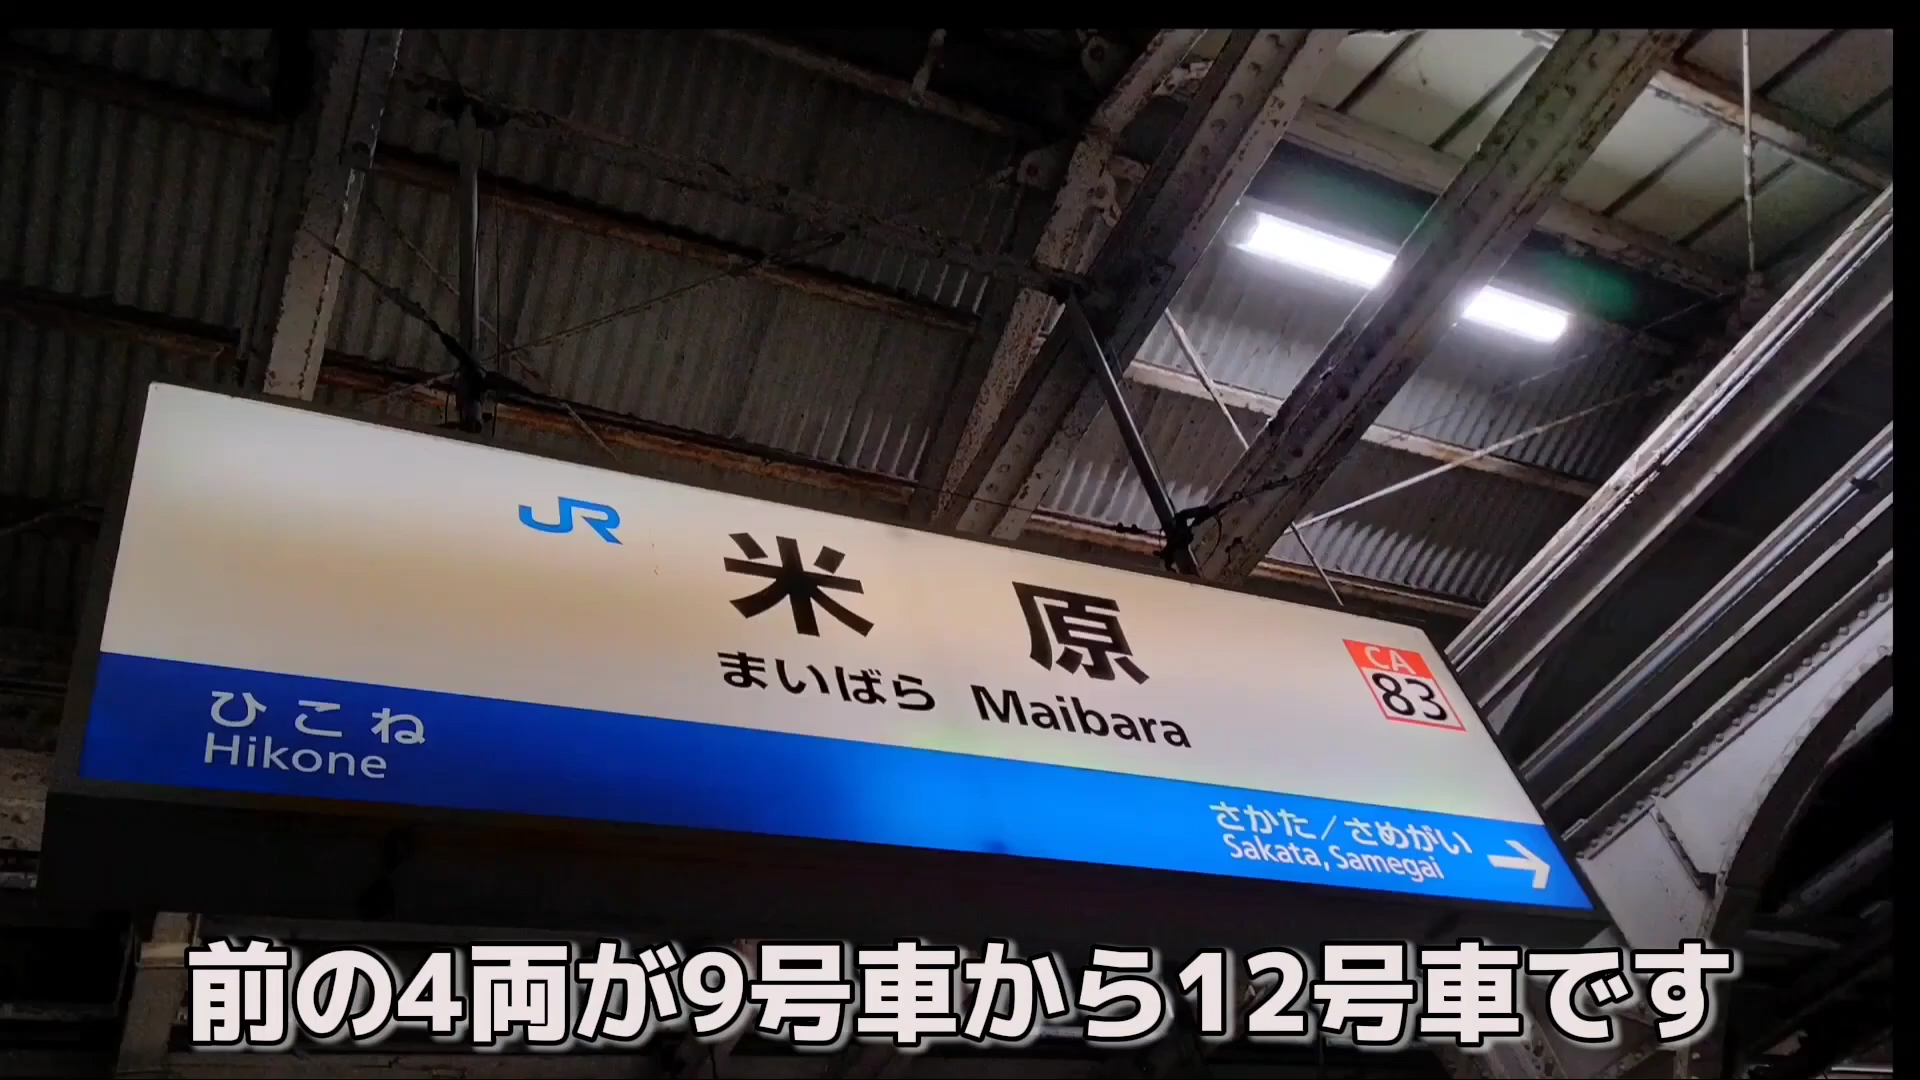 JR
米原
まいばら Maibara
CA
83
ひこね
Hikone
さかた/さめがい
Sakata, Samegai
前の4両が9号車から12号車です